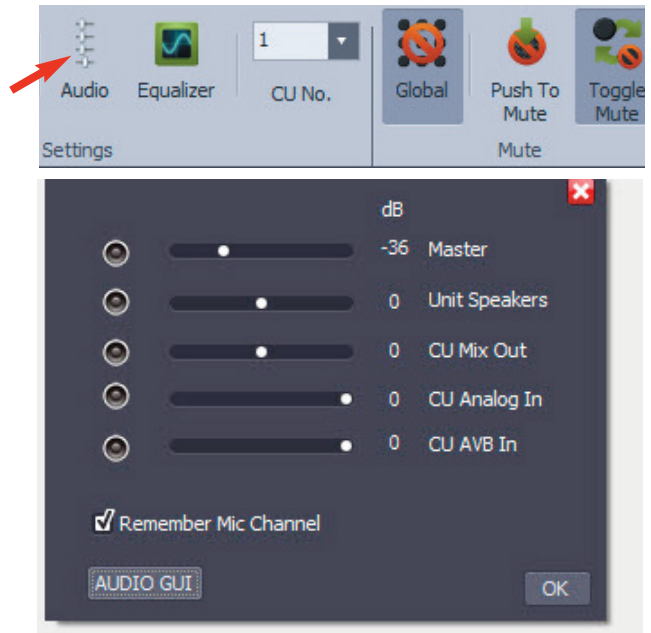 1
Audio Equalizer CU No. Global Push To Mute Toggle Mute
Settings Mute
dB
-36 Master
0 Unit Speakers
0 CU Mix Out
0 CU Analog In
0 CU AVB In
Remember Mic Channel
AUDIO GUI OK